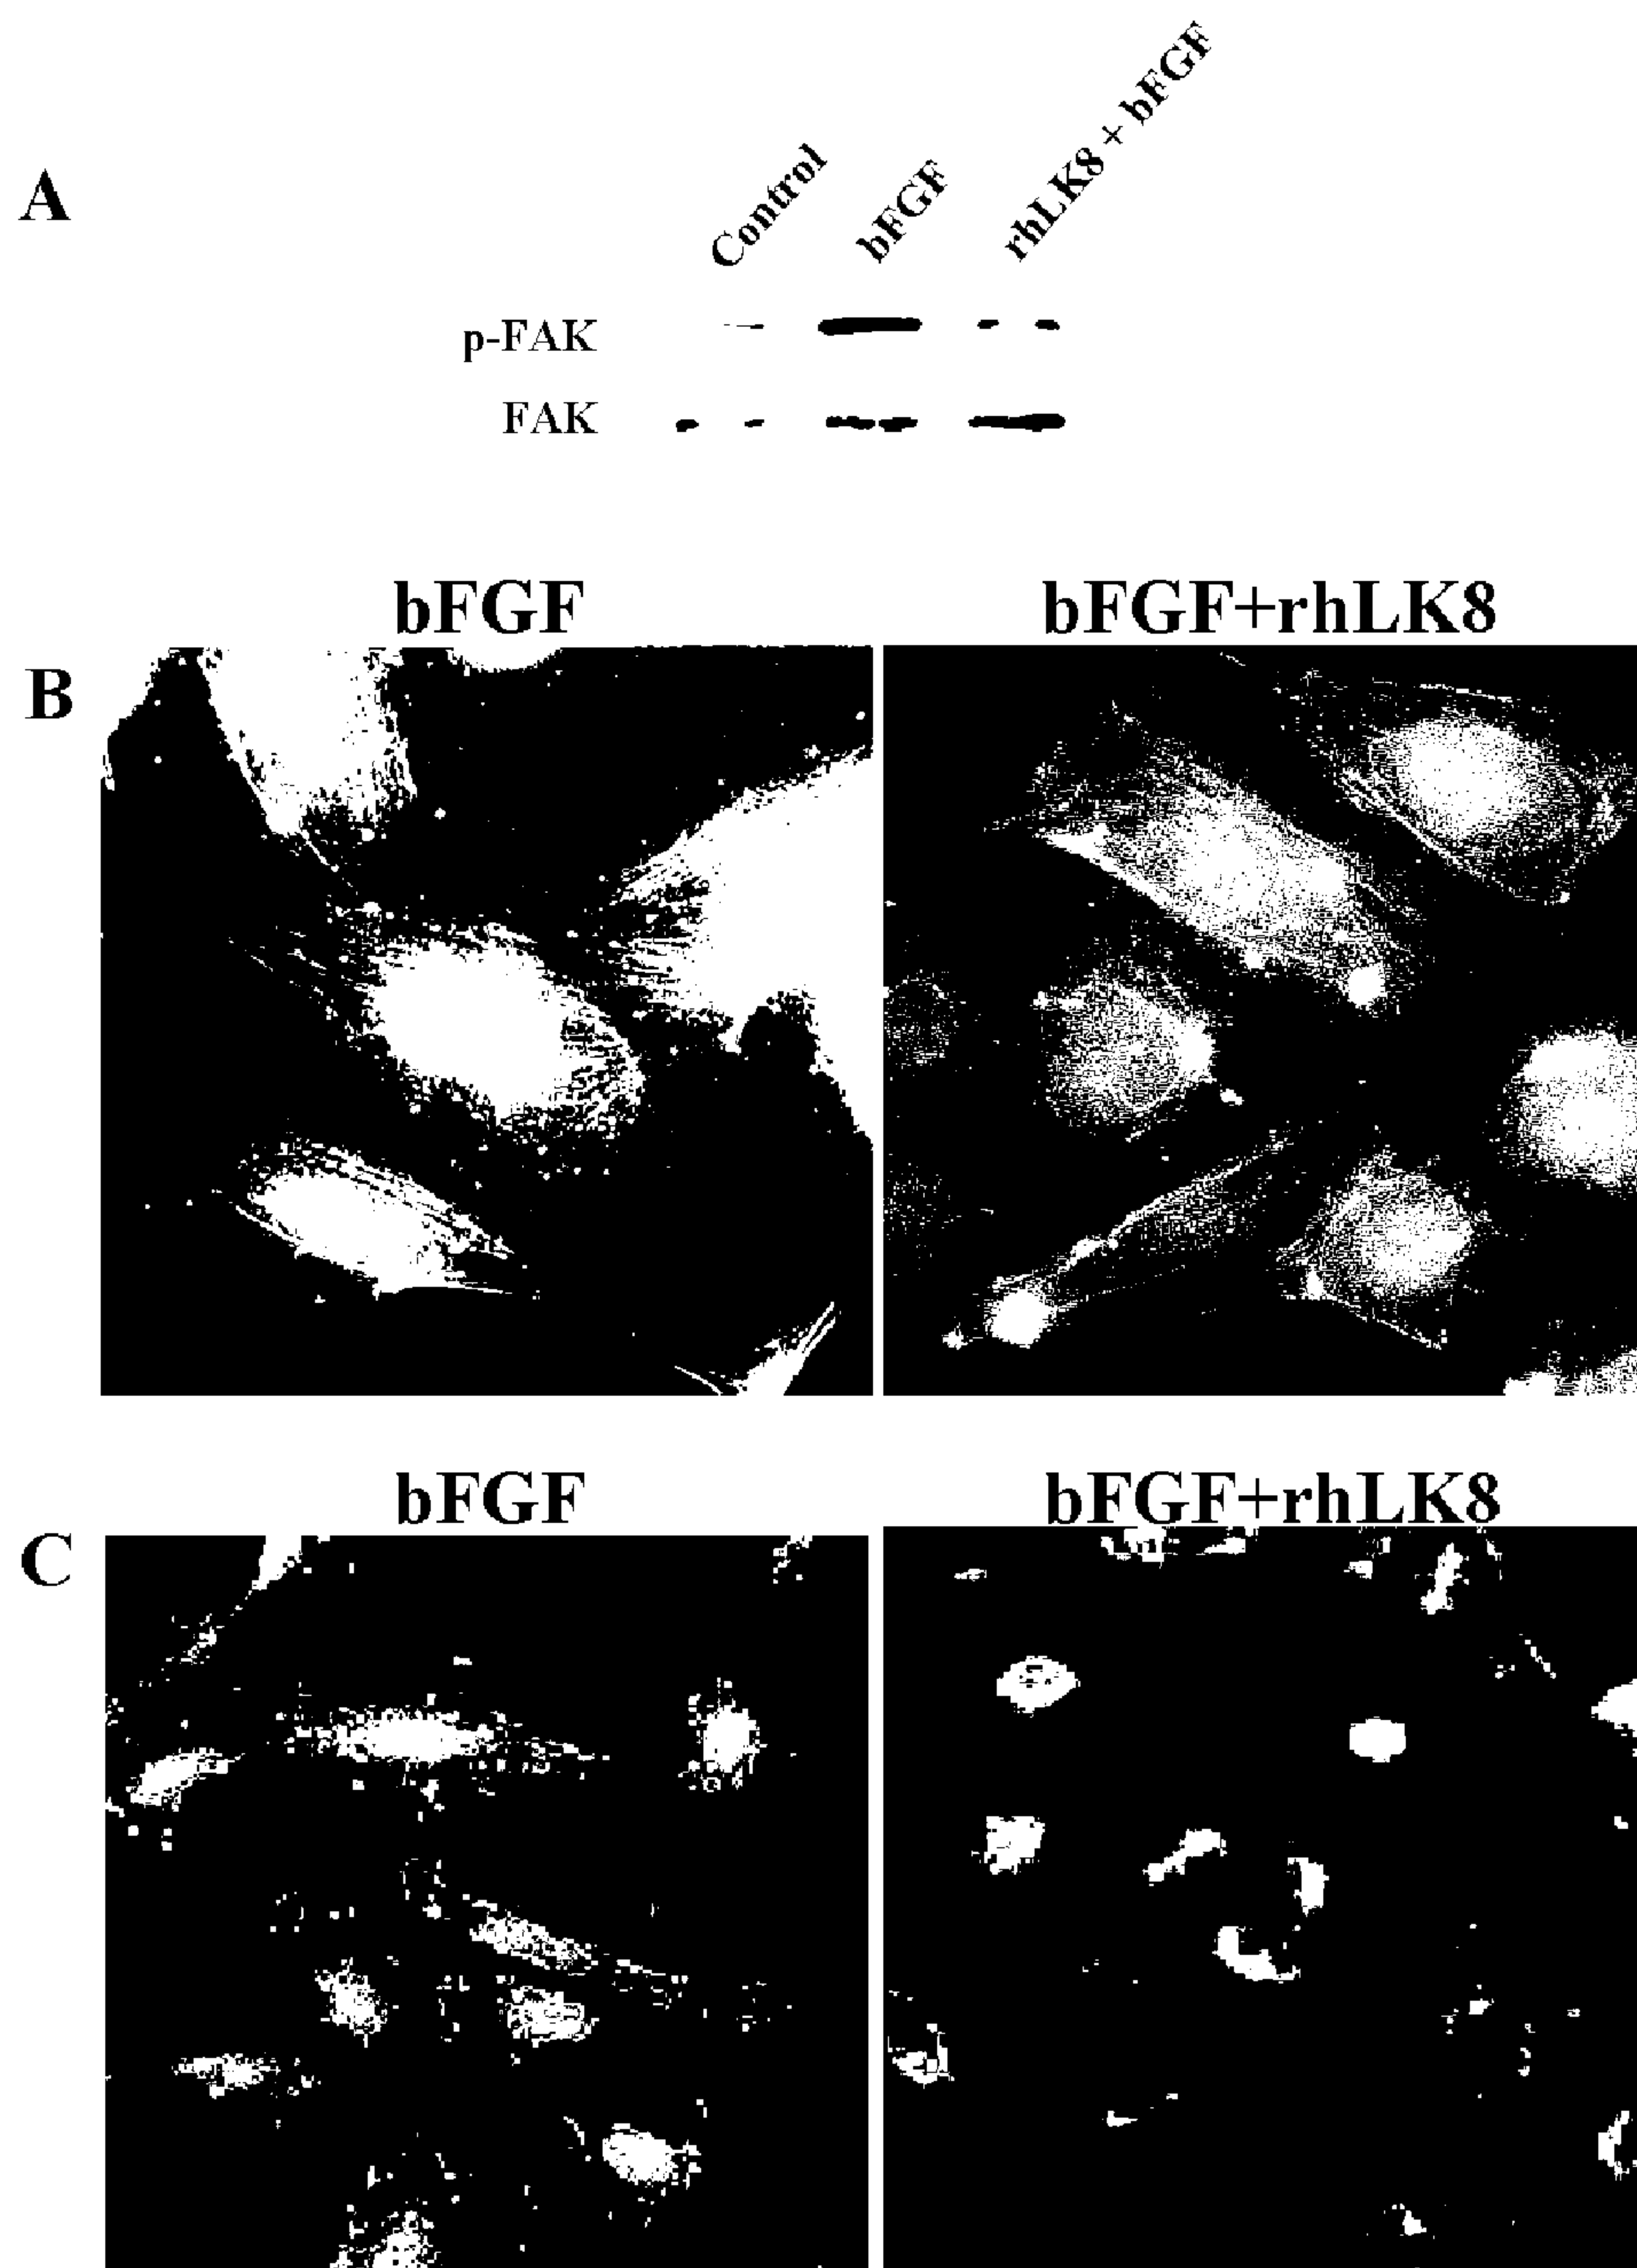 A
Control
bFGF
rhLK8 + bFGF
p-FAK
FAK
bFGF
bFGF+rhLK8
B
bFGF
bFGF+rhLK8
C